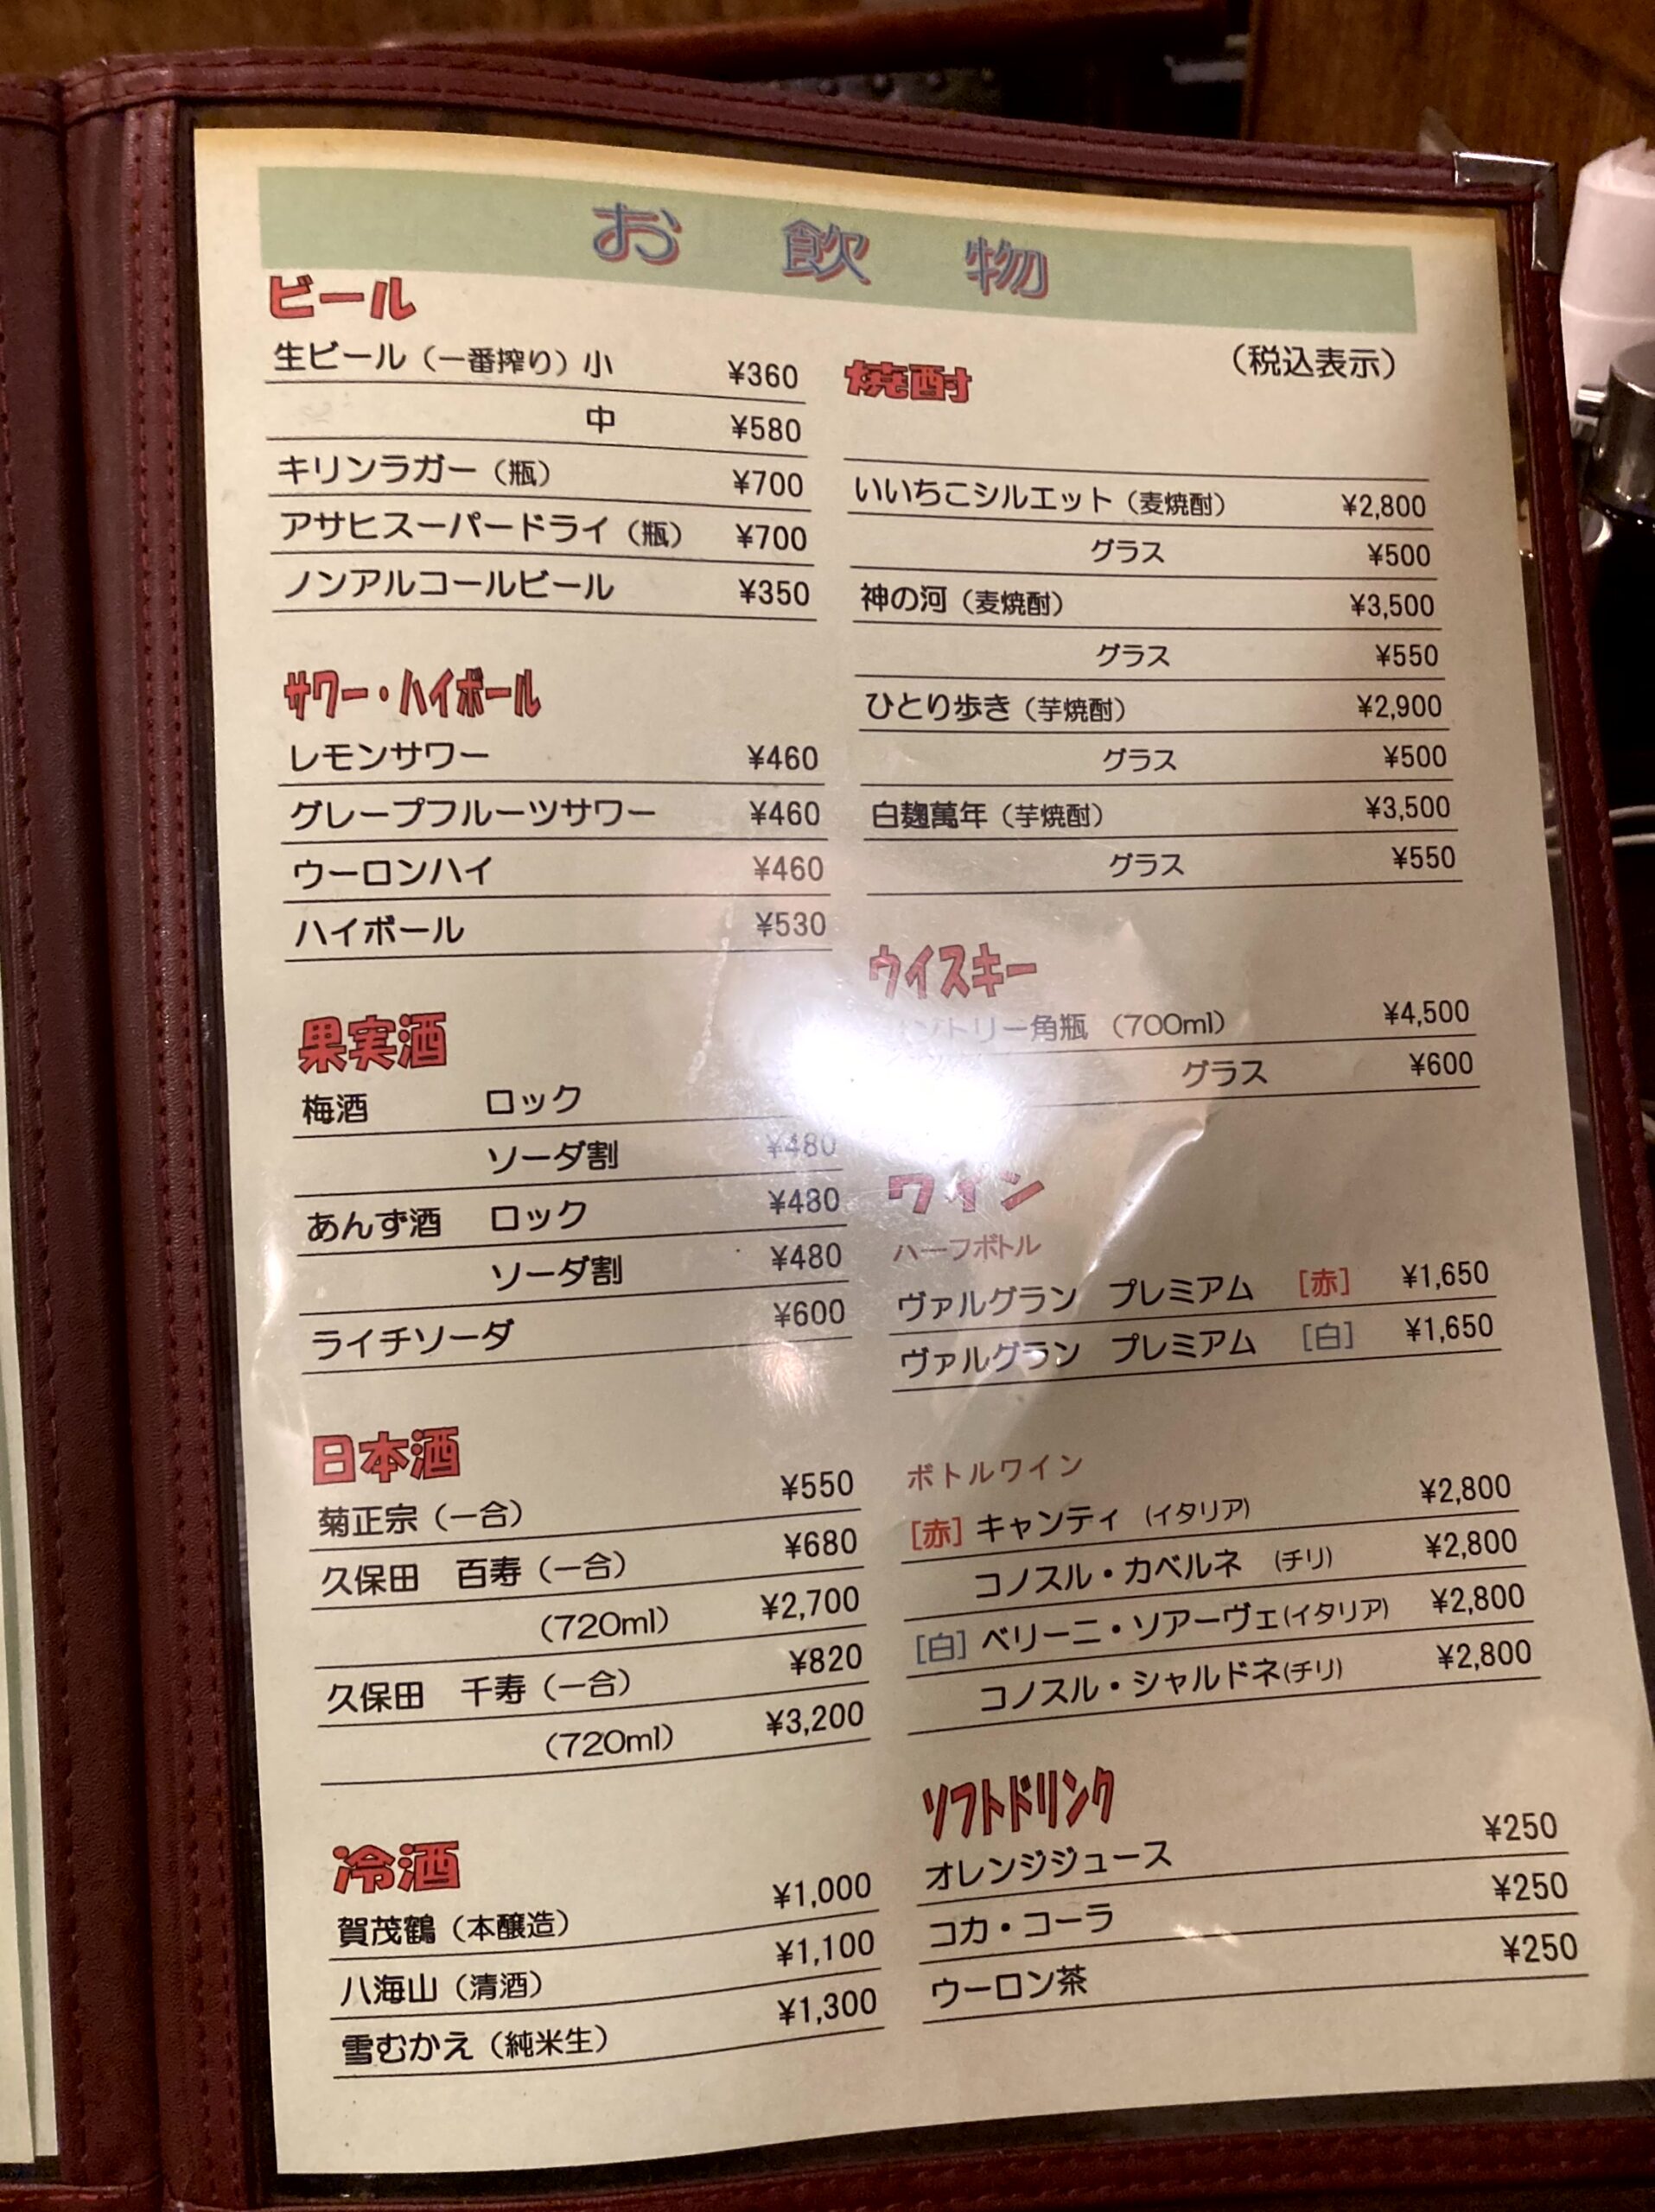 お飲物
ビール
生ビール（一番搾り）小 ¥360
中 ¥580
キリンラガー（瓶） ¥700
アサヒスーパードライ（瓶） ¥700
ノンアルコールビール ¥350
サワー・ハイボール
レモンサワー ¥460
グレープフルーツサワー ¥460
ウーロンハイ ¥460
ハイボール ¥530
果実酒
梅酒 ロック
ソーダ割 ¥480
あんず酒 ロック ¥480
ソーダ割 ¥480
ライチソーダ ¥600
日本酒
菊正宗（一合） ¥550
久保田 百寿（一合） ¥680
（720ml） ¥2,700
久保田 千寿（一合） ¥820
（720ml） ¥3,200
冷酒
賀茂鶴（本醸造） ¥1,000
八海山（清酒） ¥1,100
雪むかえ（純米生） ¥1,300
（税込表示）
焼酎
いいちこシルエット（麦焼酎） ¥2,800
グラス ¥500
神の河（麦焼酎） ¥3,500
グラス ¥550
ひとり歩き（芋焼酎） ¥2,900
グラス ¥500
白麹萬年（芋焼酎） ¥3,500
グラス ¥550
ウイスキー
サントリー角瓶（700ml） ¥4,500
グラス ¥600
ワイン
ハーフボトル
ヴァルグラン プレミアム [赤] ¥1,650
ヴァルグラン プレミアム [白] ¥1,650
ボトルワイン
[赤] キャンティ (イタリア) ¥2,800
コノスル・カベルネ (チリ) ¥2,800
[白] ベリーニ・ソアーヴェ(イタリア) ¥2,800
コノスル・シャルドネ(チリ) ¥2,800
ソフトドリンク
オレンジジュース ¥250
コカ・コーラ ¥250
ウーロン茶 ¥250